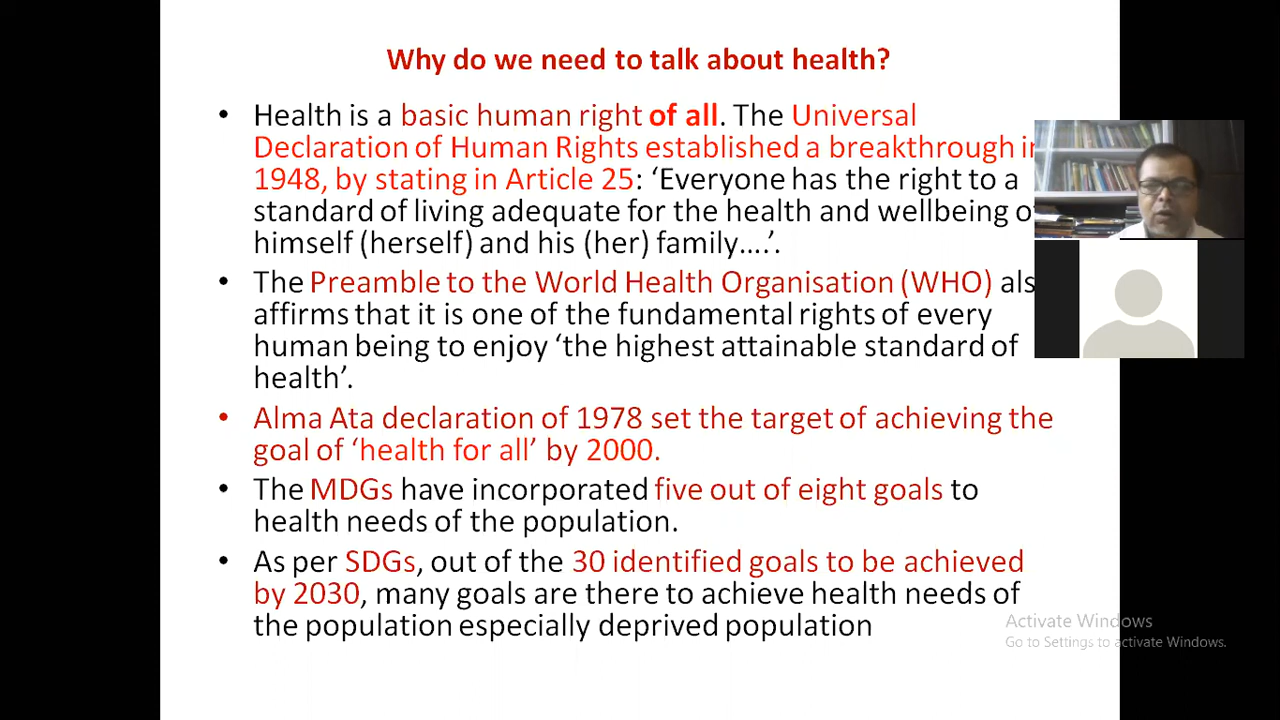 Why do we need to talk about health?
• Health is a basic human right of all. The Universal
Declaration of Human Rights established a breakthrough in
1948, by stating in Article 25: ‘Everyone has the right to a
standard of living adequate for the health and wellbeing o
himself (herself) and his (her) family….’.
• The Preamble to the World Health Organisation (WHO) als
affirms that it is one of the fundamental rights of every
human being to enjoy ‘the highest attainable standard of
health’.
• Alma Ata declaration of 1978 set the target of achieving the
goal of ‘health for all’ by 2000.
• The MDGs have incorporated five out of eight goals to
health needs of the population.
• As per SDGs, out of the 30 identified goals to be achieved
by 2030, many goals are there to achieve health needs of
the population especially deprived population
Activate Windows
Go to Settings to activate Windows.